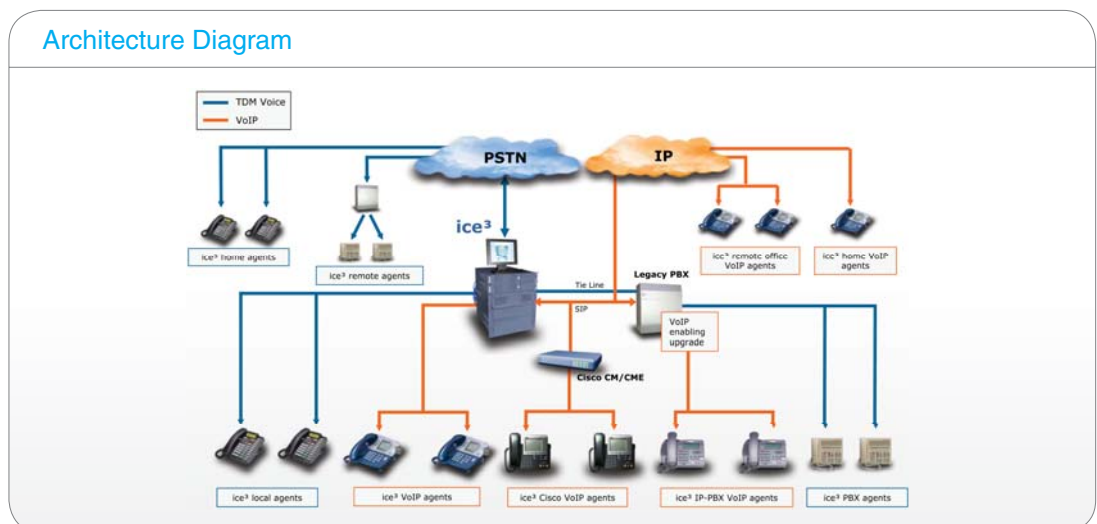 Architecture Diagram
TDM Voice
VoIP
PSTN
IP
ice³
ice³ home agents
ice³ remote agents
ice³ remote office
VoIP agents
ice³ home VoIP
agents
Legacy PBX
Tie Line
SIP
VoIP
enabling
upgrade
Cisco CM/CME
ice³ local agents
ice³ VoIP agents
ice³ Cisco VoIP agents
ice³ IP-PBX VoIP agents
ice³ PBX agents